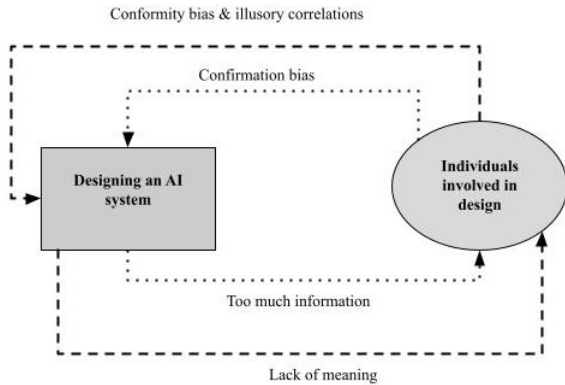 Conformity bias & illusory correlations
Confirmation bias
Designing an AI
system
Individuals
involved in
design
Too much information
Lack of meaning